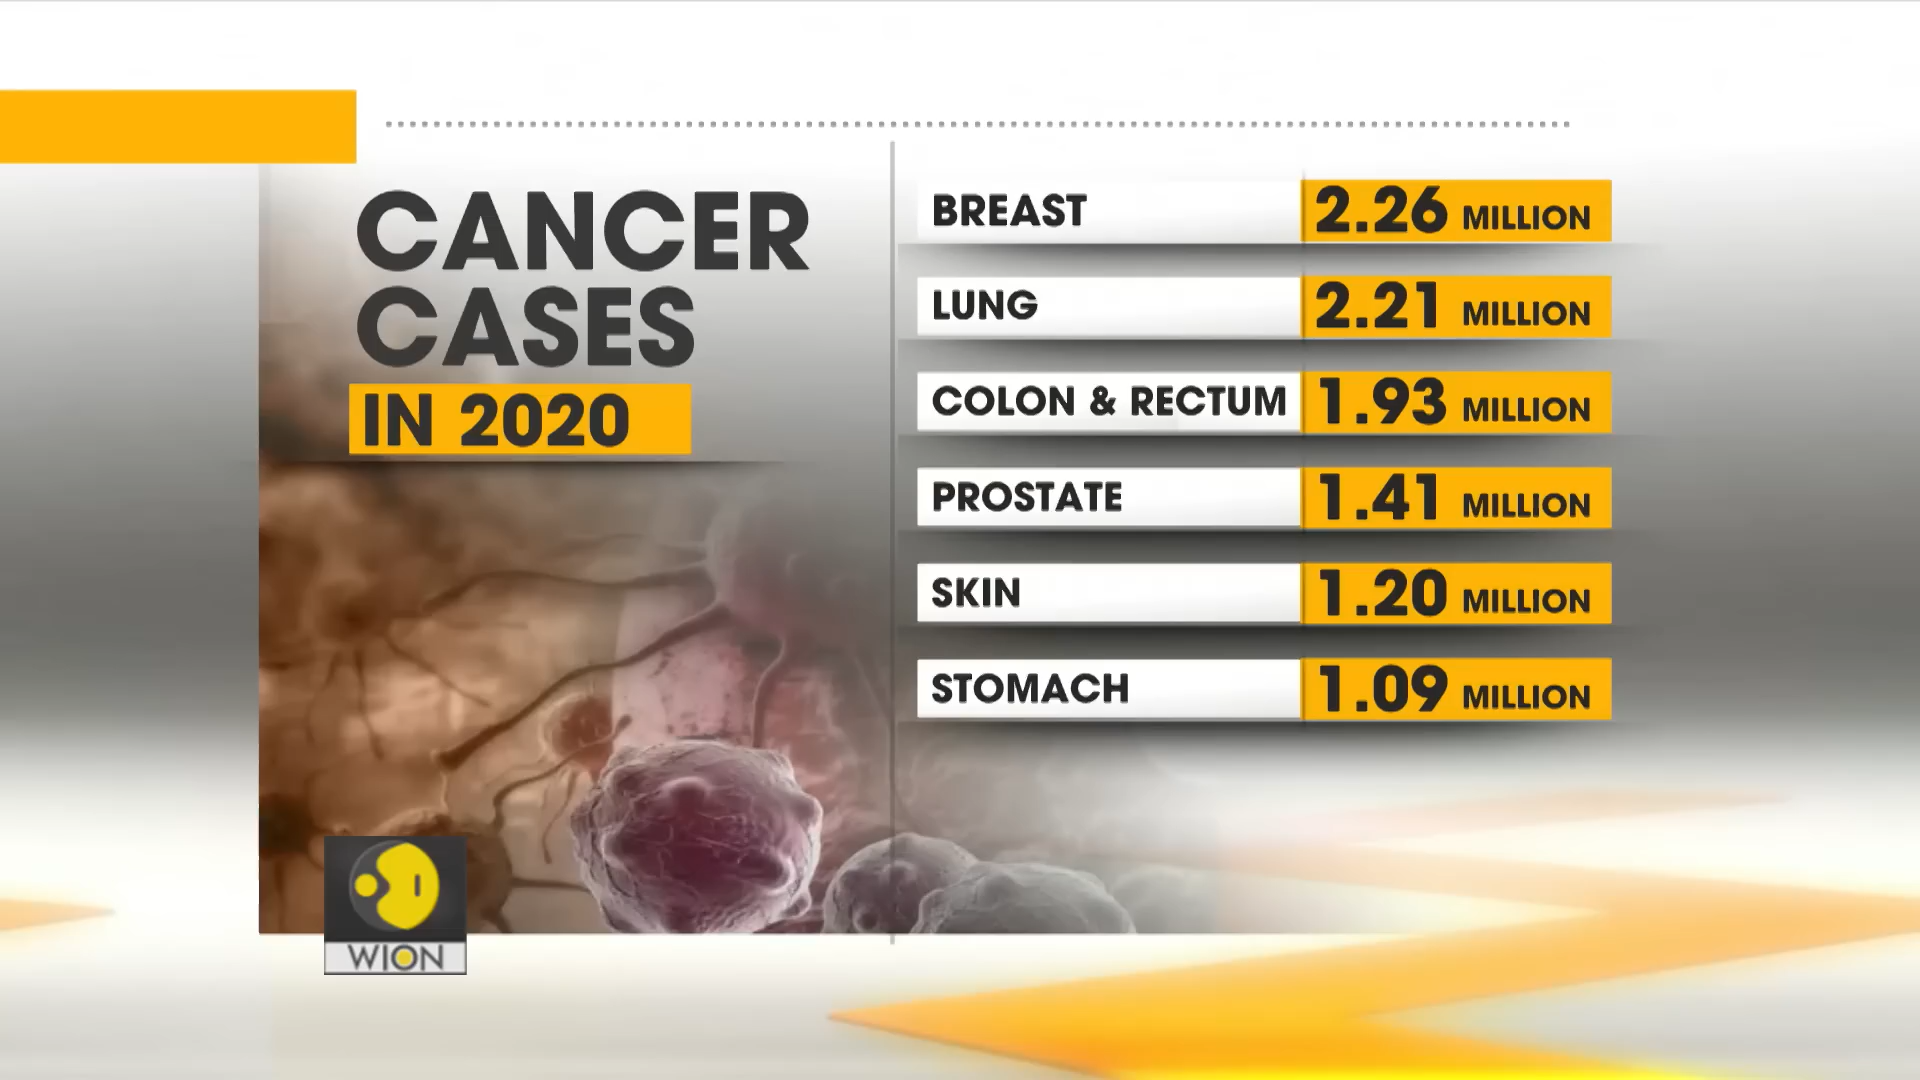 CANCER
CASES
IN 2020
BREAST 2.26 MILLION
LUNG 2.21 MILLION
COLON & RECTUM 1.93 MILLION
PROSTATE 1.41 MILLION
SKIN 1.20 MILLION
STOMACH 1.09 MILLION
WION